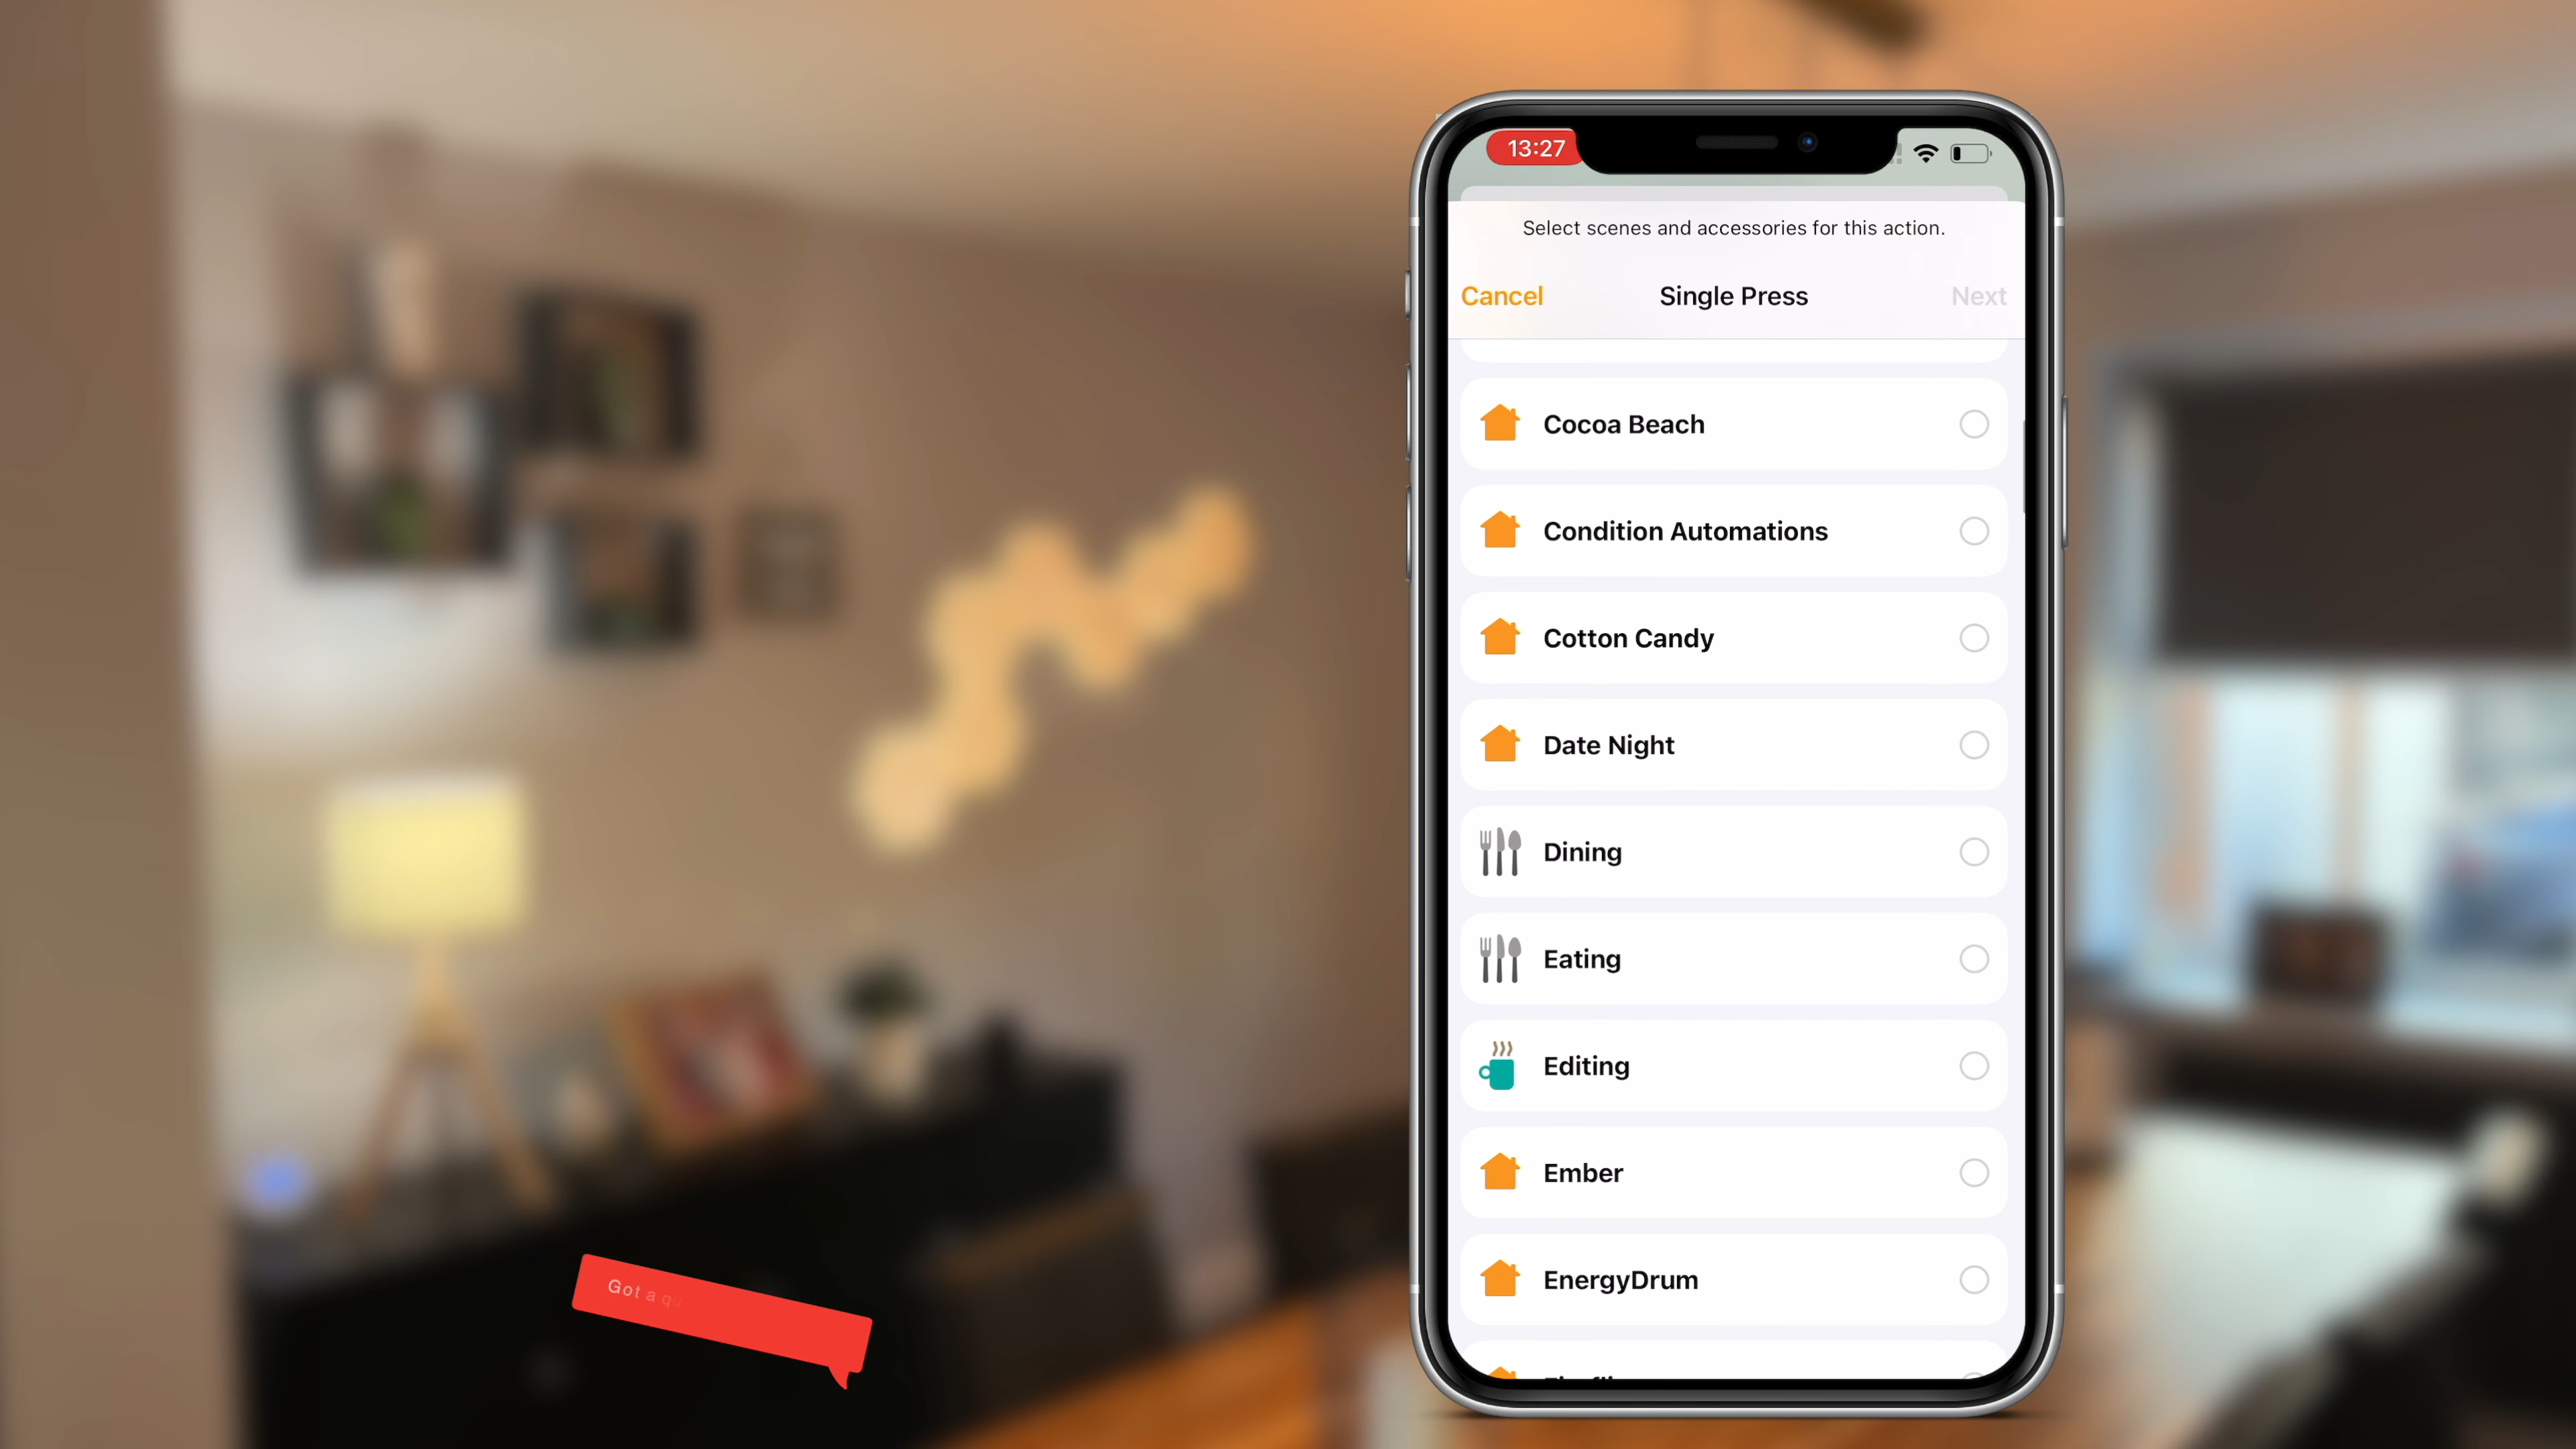 13:27
Select scenes and accessories for this action.
Cancel
Single Press
Next
Cocoa Beach
Condition Automations
Cotton Candy
Date Night
Dining
Eating
Editing
Ember
EnergyDrum
Got a